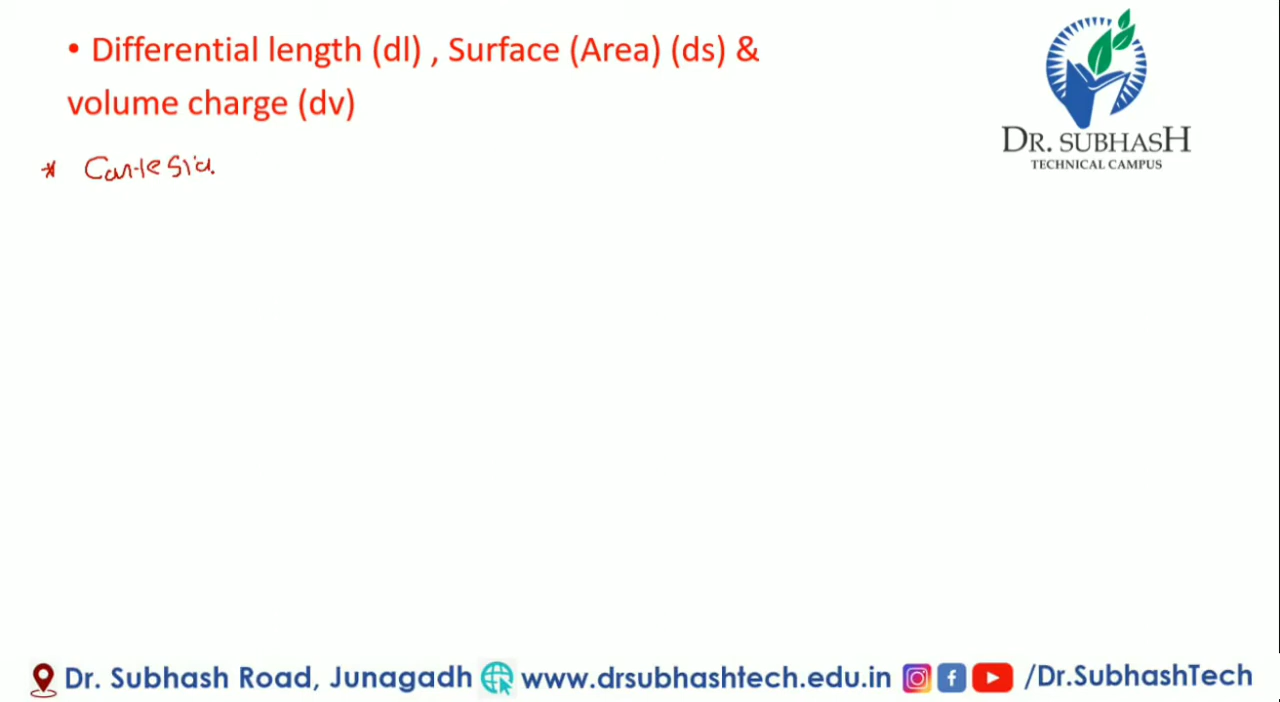 • Differential length (dl) , Surface (Area) (ds) &
volume charge (dv)
* Cartesia
DR. SUBHASH
TECHNICAL CAMPUS
Dr. Subhash Road, Junagadh www.drsubhashtech.edu.in /Dr.SubhashTech